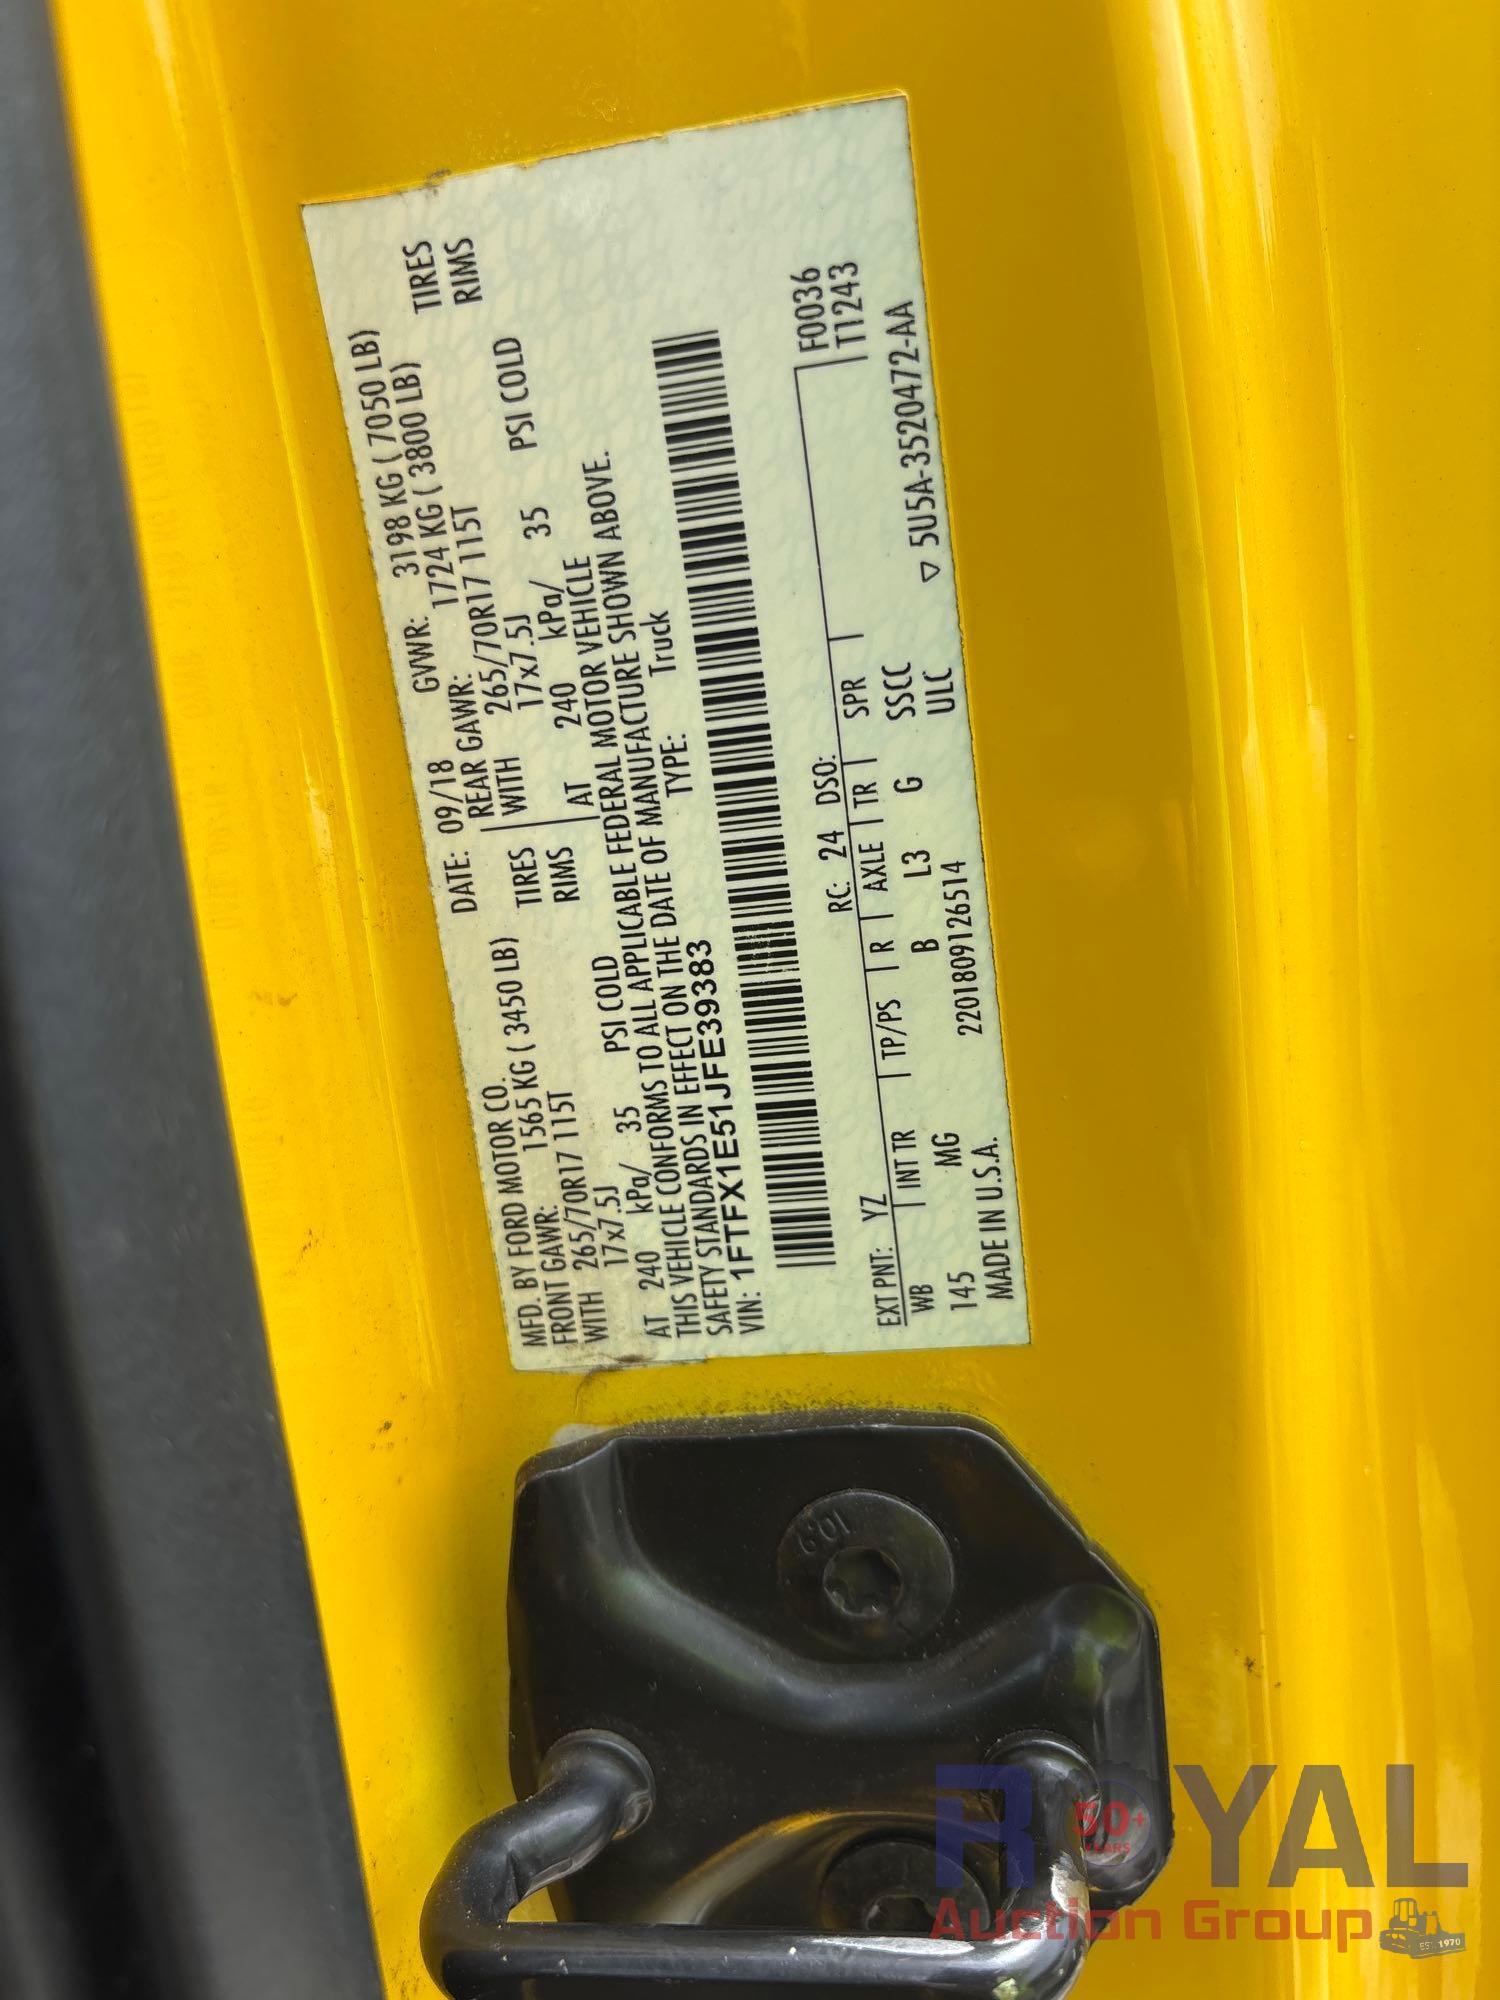 MFD. BY FORD MOTOR CO.
DATE: 09/18 GVWR: 3198 KG ( 7050 LB)
FRONT GAWR: 1565 KG ( 3450 LB) REAR GAWR: 1724 KG ( 3800 LB)
WITH 265/70R17 115T TIRES WITH 265/70R17 115T TIRES
17x7.5J RIMS 17x7.5J RIMS
AT 240 kPa/ 35 PSI COLD AT 240 kPa/ 35 PSI COLD
THIS VEHICLE CONFORMS TO ALL APPLICABLE FEDERAL MOTOR VEHICLE
SAFETY STANDARDS IN EFFECT ON THE DATE OF MANUFACTURE SHOWN ABOVE.
VIN: 1FTFX1E51JFE39383 TYPE: Truck
F0036
T1243
EXT PNT: YZ RC: 24 DSO:
WB INT TR TP/PS R AXLE TR SPR
145 MG B L3 G SSCC
ULC
MADE IN U.S.A. 2201809126514
▽ 5U5A-3520472-AA
10.9
ROYAL
50+
YEARS
Auction Group
EST. 1970